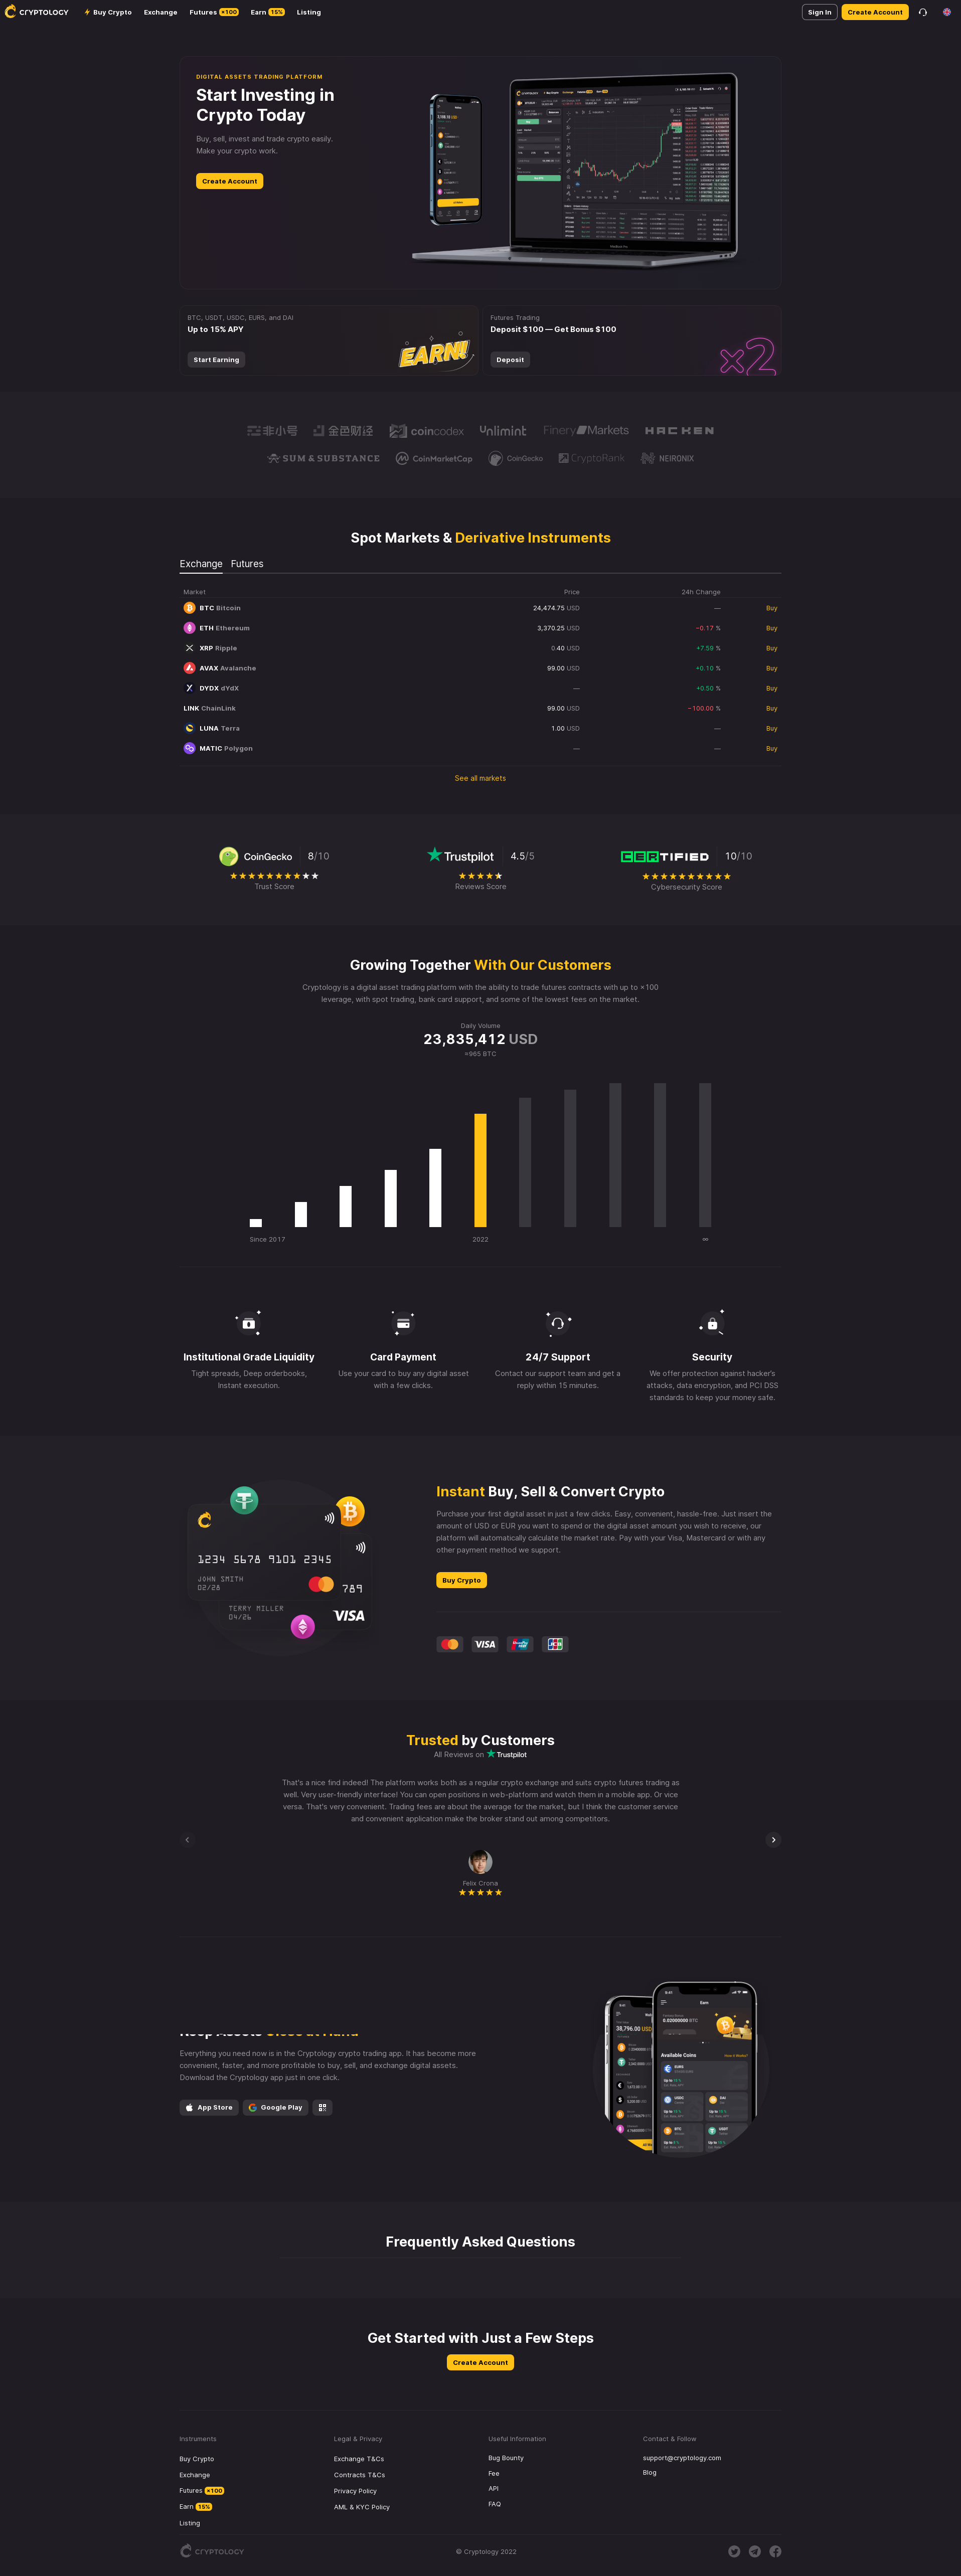 CRYPTOLOGY
Buy Crypto
Exchange
Futures ×100
Earn 15%
Listing
Sign In
Create Account
DIGITAL ASSETS TRADING PLATFORM
Start Investing in
Crypto Today
Buy, sell, invest and trade crypto easily.
Make your crypto work.
Create Account
BTC, USDT, USDC, EURS, and DAI
Up to 15% APY
Start Earning
EARN!
Futures Trading
Deposit $100 — Get Bonus $100
Deposit
×2
非小号
金色财经
coincodex
unlimint
Finery Markets
HACKEN
SUM & SUBSTANCE
CoinMarketCap
CoinGecko
CryptoRank
NEIRONIX
Spot Markets & Derivative Instruments
Exchange Futures
Market Price 24h Change
BTC Bitcoin 24,474.75 USD — Buy
ETH Ethereum 3,370.25 USD −0.17 % Buy
XRP Ripple 0.40 USD +7.59 % Buy
AVAX Avalanche 99.00 USD +0.10 % Buy
DYDX dYdX — +0.50 % Buy
LINK ChainLink 99.00 USD −100.00 % Buy
LUNA Terra 1.00 USD — Buy
MATIC Polygon — — Buy
See all markets
CoinGecko 8/10
Trust Score
Trustpilot 4.5/5
Reviews Score
CERTIFIED 10/10
Cybersecurity Score
Growing Together With Our Customers
Cryptology is a digital asset trading platform with the ability to trade futures contracts with up to ×100
leverage, with spot trading, bank card support, and some of the lowest fees on the market.
Daily Volume
23,835,412 USD
≈965 BTC
Since 2017 2022 ∞
Institutional Grade Liquidity
Tight spreads, Deep orderbooks,
Instant execution.
Card Payment
Use your card to buy any digital asset
with a few clicks.
24/7 Support
Contact our support team and get a
reply within 15 minutes.
Security
We offer protection against hacker's
attacks, data encryption, and PCI DSS
standards to keep your money safe.
1234 5678 9101 2345
JOHN SMITH
02/28
789
TERRY MILLER
04/26
VISA
Instant Buy, Sell & Convert Crypto
Purchase your first digital asset in just a few clicks. Easy, convenient, hassle-free. Just insert the
amount of USD or EUR you want to spend or the digital asset amount you wish to receive, our
platform will automatically calculate the market rate. Pay with your Visa, Mastercard or with any
other payment method we support.
Buy Crypto
VISA
JCB
Trusted by Customers
All Reviews on Trustpilot
That's a nice find indeed! The platform works both as a regular crypto exchange and suits crypto futures trading as
well. Very user-friendly interface! You can open positions in web-platform and watch them in a mobile app. Or vice
versa. That's very convenient. Trading fees are about the average for the market, but I think the customer service
and convenient application make the broker stand out among competitors.
Felix Crona
Keep Assets Close at Hand
Everything you need now is in the Cryptology crypto trading app. It has become more
convenient, faster, and more profitable to buy, sell, and exchange digital assets.
Download the Cryptology app just in one click.
App Store
Google Play
38,796.00 USD
Earn
0.02000000 BTC
Available Coins
Frequently Asked Questions
Get Started with Just a Few Steps
Create Account
Instruments
Buy Crypto
Exchange
Futures ×100
Earn 15%
Listing
Legal & Privacy
Exchange T&Cs
Contracts T&Cs
Privacy Policy
AML & KYC Policy
Useful Information
Bug Bounty
Fee
API
FAQ
Contact & Follow
support@cryptology.com
Blog
CRYPTOLOGY
© Cryptology 2022